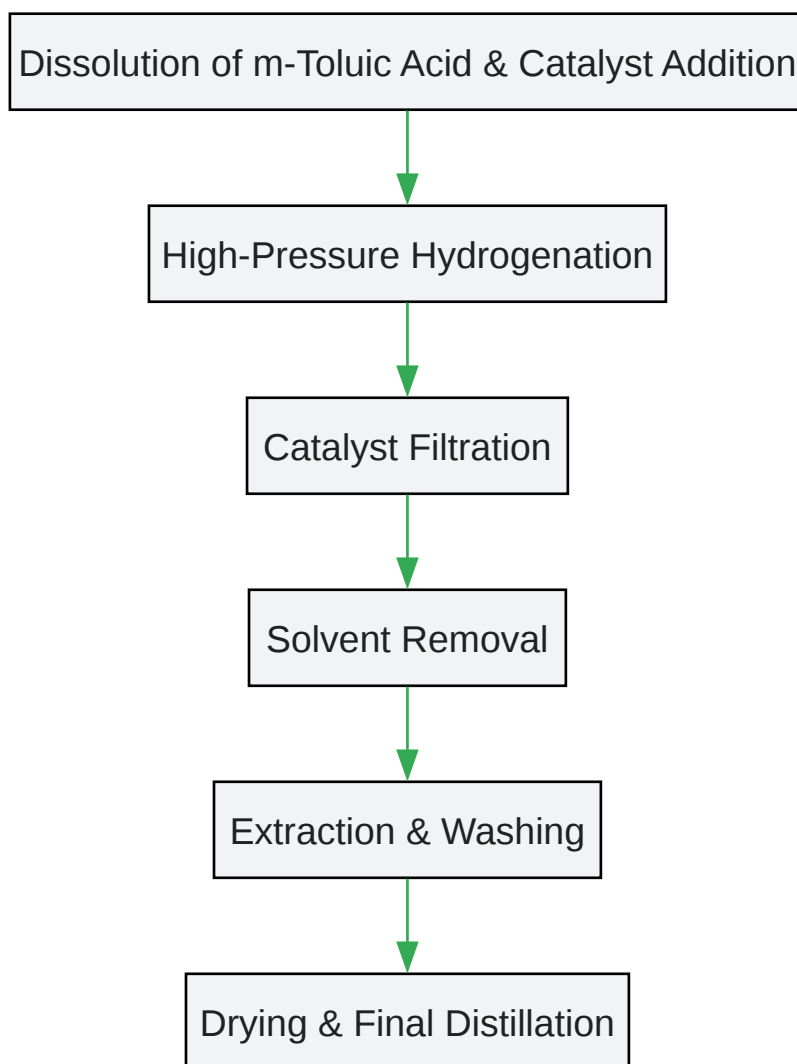 Dissolution of m-Toluic Acid & Catalyst Addition
High-Pressure Hydrogenation
Catalyst Filtration
Solvent Removal
Extraction & Washing
Drying & Final Distillation